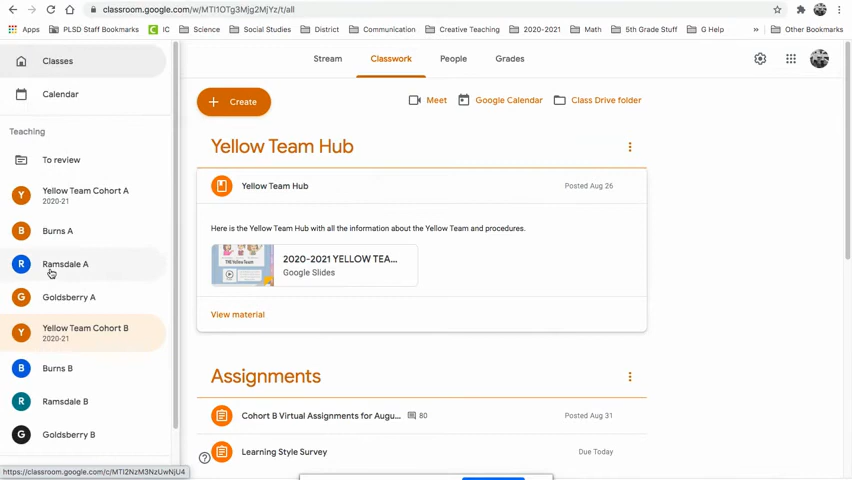 classroom.google.com/w/MTI1OTg3Mjg2MjYz/t/all
Apps PLSD Staff Bookmarks IC Science Social Studies District Communication Creative Teaching 2020-2021 Math 5th Grade Stuff G Help » Other Bookmarks
Classes
Stream Classwork People Grades
Calendar
+ Create
Meet Google Calendar Class Drive folder
Teaching
To review
Y Yellow Team Cohort A
2020-21
B Burns A
R Ramsdale A
G Goldsberry A
Y Yellow Team Cohort B
2020-21
B Burns B
R Ramsdale B
G Goldsberry B
Yellow Team Hub
Yellow Team Hub Posted Aug 26
Here is the Yellow Team Hub with all the information about the Yellow Team and procedures.
THE Yellow Team
2020-2021 YELLOW TEA...
Google Slides
View material
Assignments
Cohort B Virtual Assignments for Augu... 80 Posted Aug 31
Learning Style Survey Due Today
https://classroom.google.com/c/MTI2NzM3NzUwNjU4